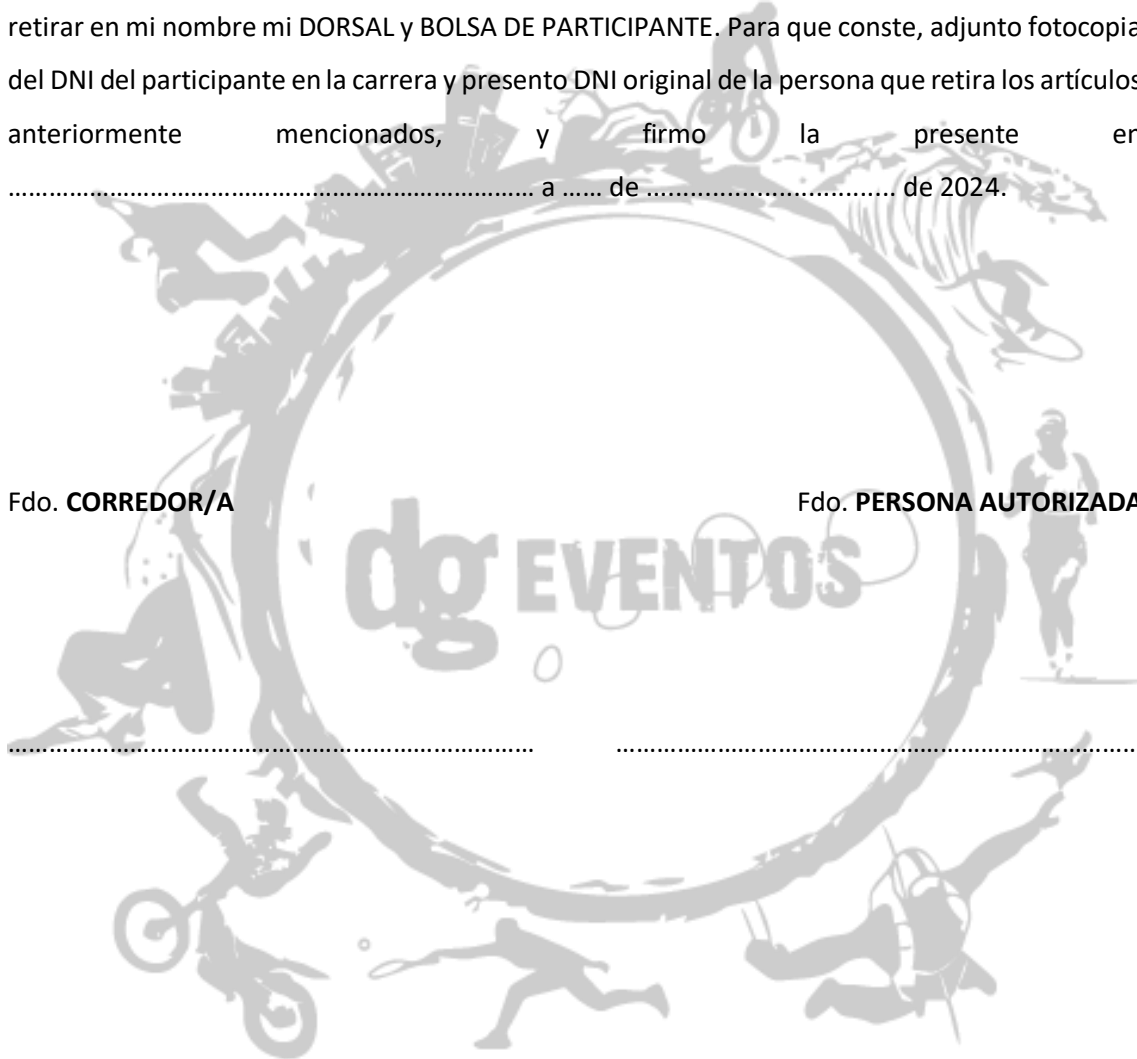 retirar en mi nombre mi DORSAL y BOLSA DE PARTICIPANTE. Para que conste, adjunto fotocopia
del DNI del participante en la carrera y presento DNI original de la persona que retira los artículos
anteriormente mencionados, y firmo la presente en
…………………………………………………………………… a …… de ................................... de 2024.
Fdo. CORREDOR/A Fdo. PERSONA AUTORIZADA
dg EVENTOS
…………………………………………………………………… ……………………………………………………………………